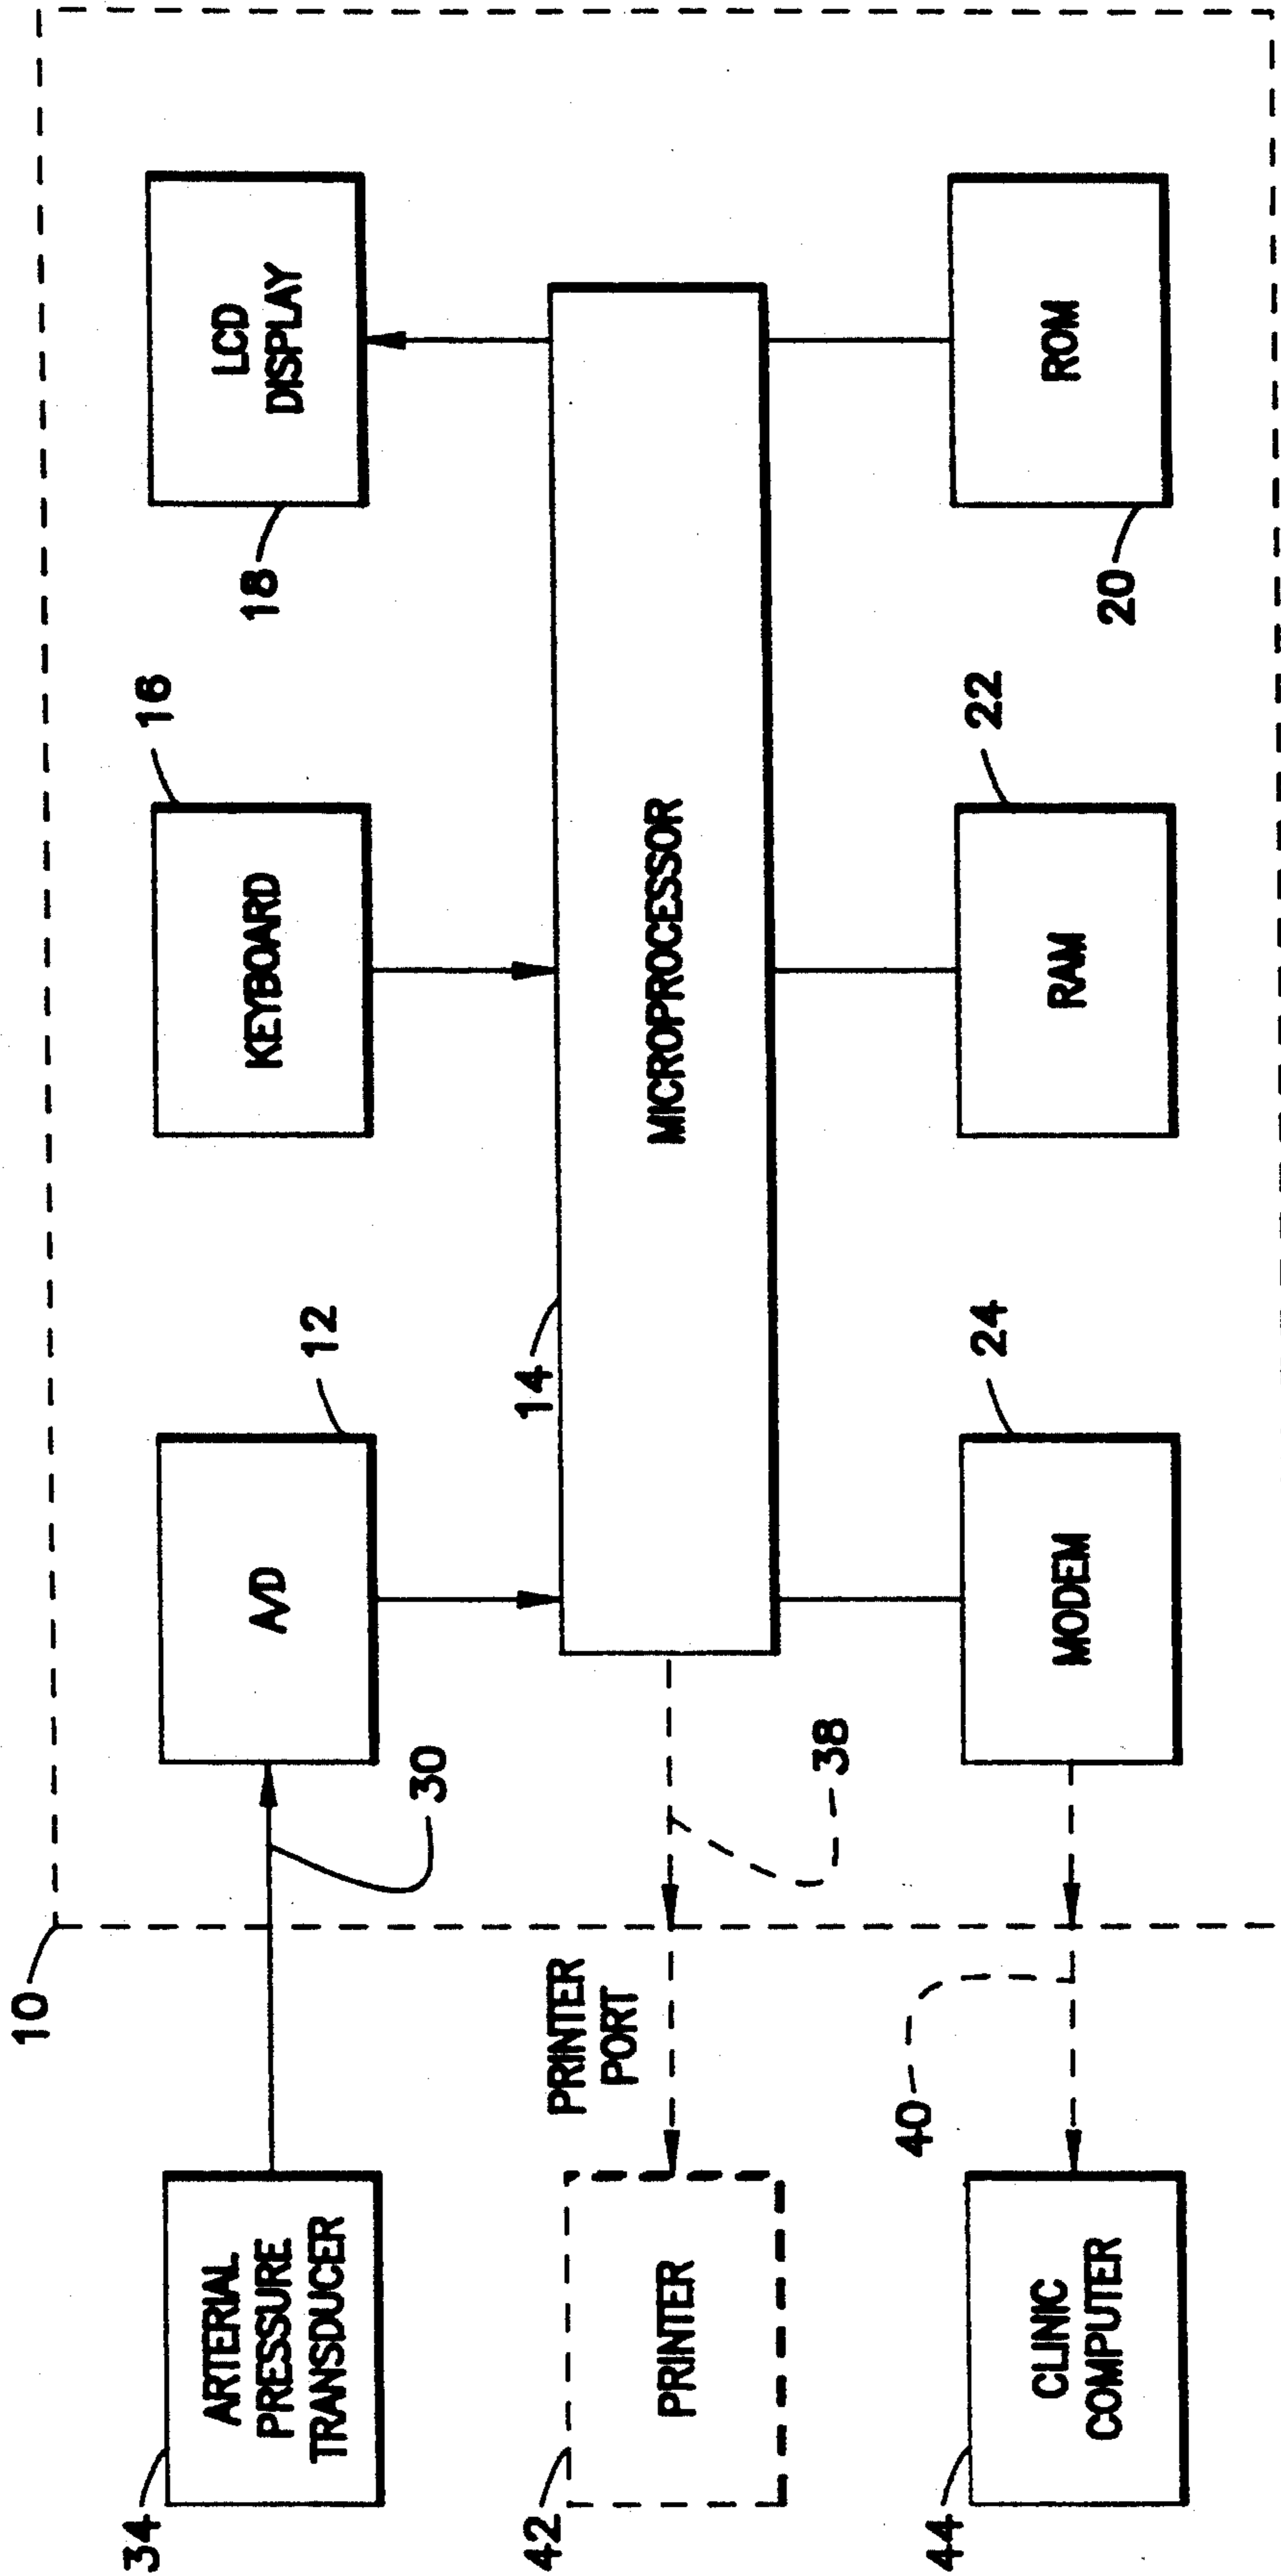 10
34
ARTERIAL
PRESSURE
TRANSDUCER
30
A/D
12
KEYBOARD
16
LCD
DISPLAY
18
42
PRINTER
PRINTER
PORT
38
14
MICROPROCESSOR
44
CLINIC
COMPUTER
40
MODEM
24
RAM
22
ROM
20